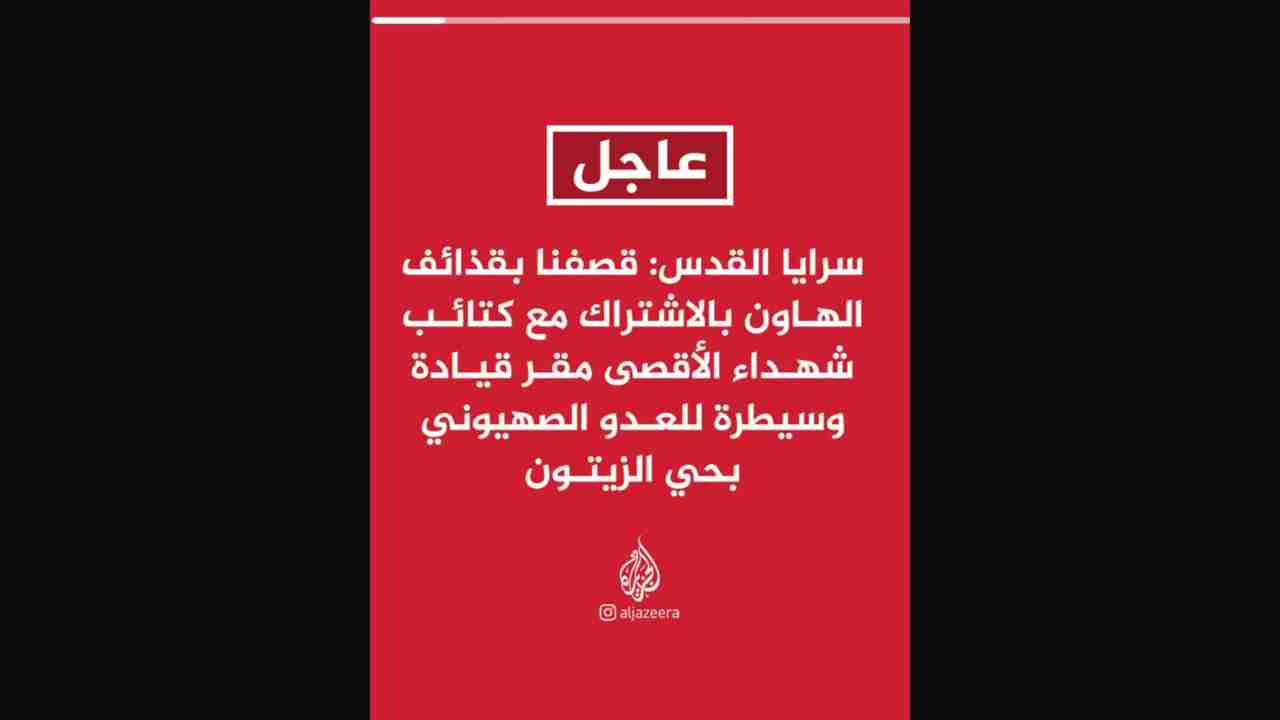 عاجل
سرايا القدس: قصفنا بقذائف
الهاون بالاشتراك مع كتائب
شهداء الأقصى مقر قيادة
وسيطرة للعدو الصهيوني
بحي الزيتون
الجزيرة
aljazeera